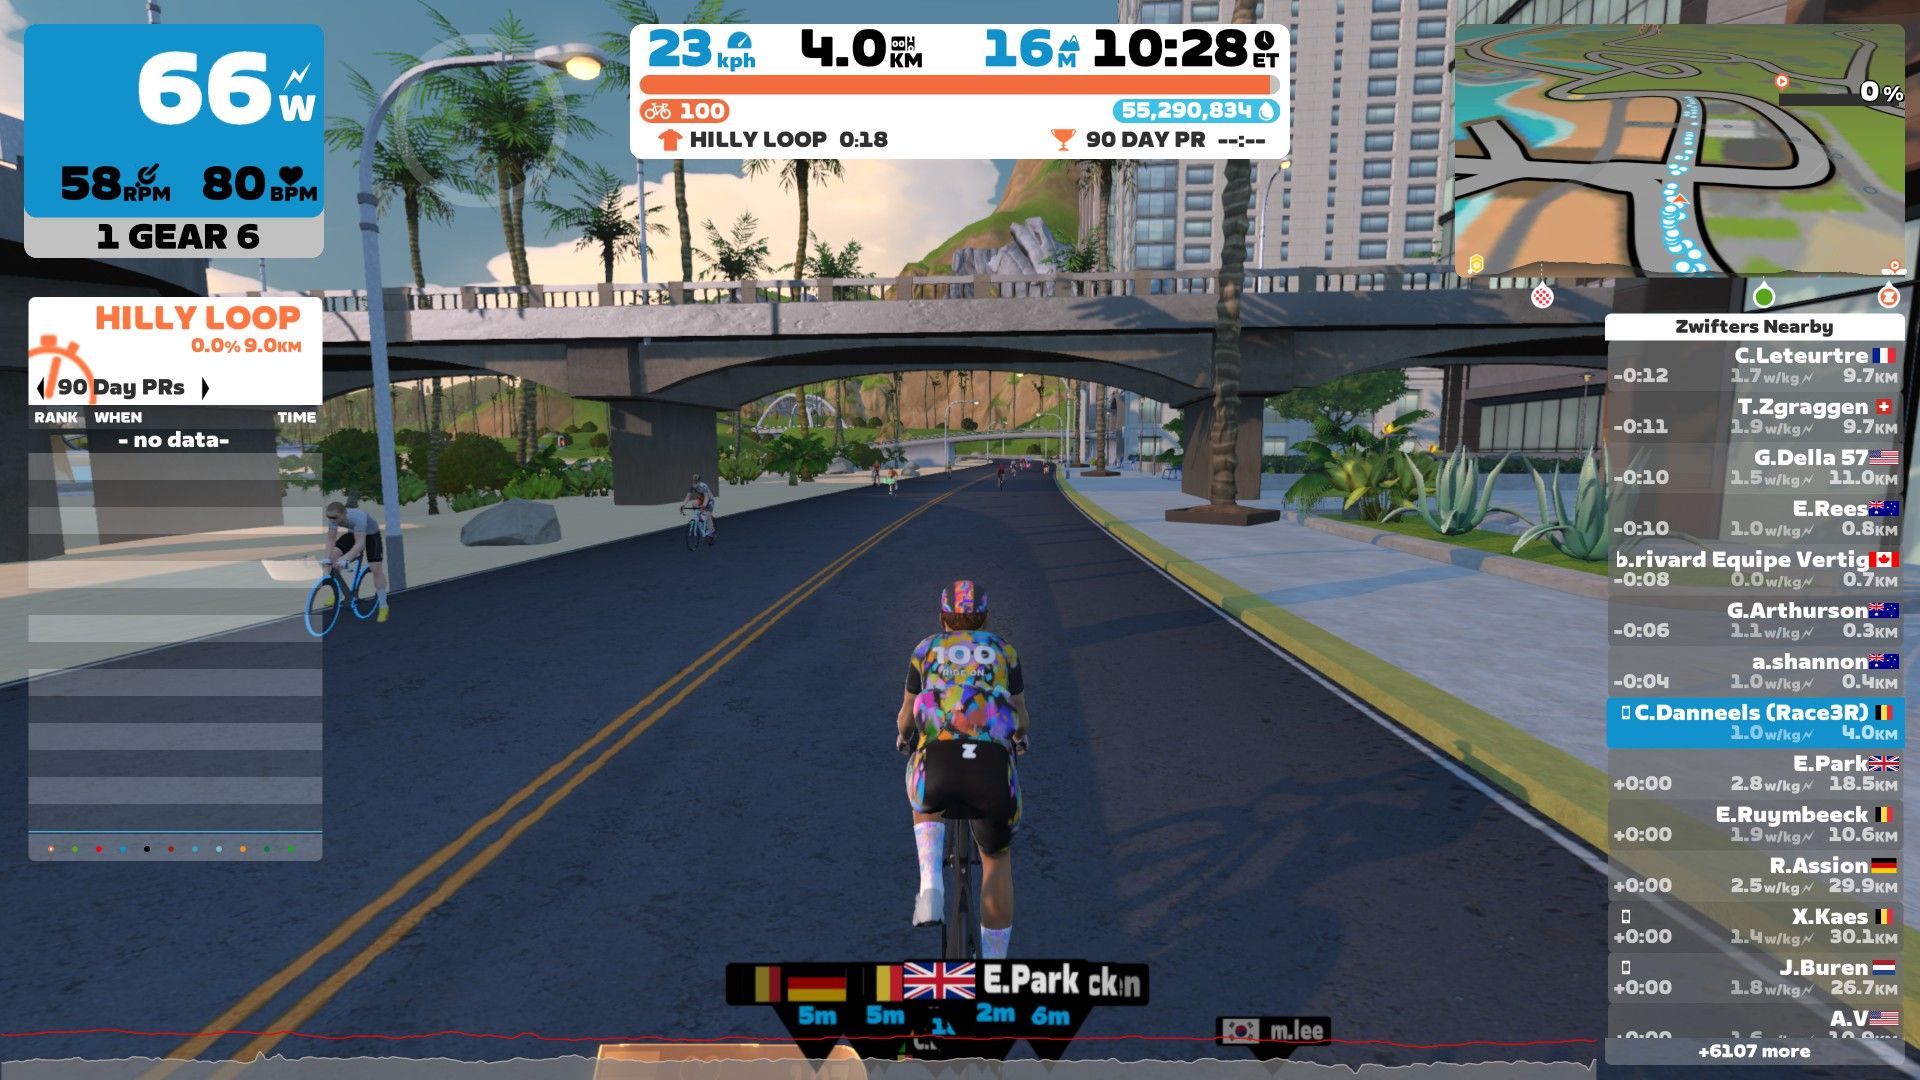 66 W
58 RPM 80 BPM
1 GEAR 6
23 kph 4.0 KM 16 M 10:28 ET
100 55,290,834
HILLY LOOP 0:18 90 DAY PR --:--
0 %
HILLY LOOP
0.0% 9.0KM
90 Day PRs
RANK WHEN TIME
- no data-
Zwifters Nearby
C.Leteurtre
-0:12 1.7w/kg 9.7KM
T.Zgraggen
-0:11 1.9w/kg 9.7KM
G.Della 57
-0:10 1.5w/kg 11.0KM
E.Rees
-0:10 1.0w/kg 0.8KM
b.rivard Equipe Vertig
-0:08 0.0w/kg 0.7KM
G.Arthurson
-0:06 1.1w/kg 0.3KM
a.shannon
-0:04 1.0w/kg 0.4KM
C.Danneels (Race3R)
1.0w/kg 4.0KM
E.Park
+0:00 2.8w/kg 18.5KM
E.Ruymbeeck
+0:00 1.9w/kg 10.6KM
R.Assion
+0:00 2.5w/kg 29.9KM
X.Kaes
+0:00 1.4w/kg 30.1KM
J.Buren
+0:00 1.8w/kg 26.7KM
A.V
+6107 more
100
RIDE ON
Z
E.Park
5m 5m 2m 6m
m.lee